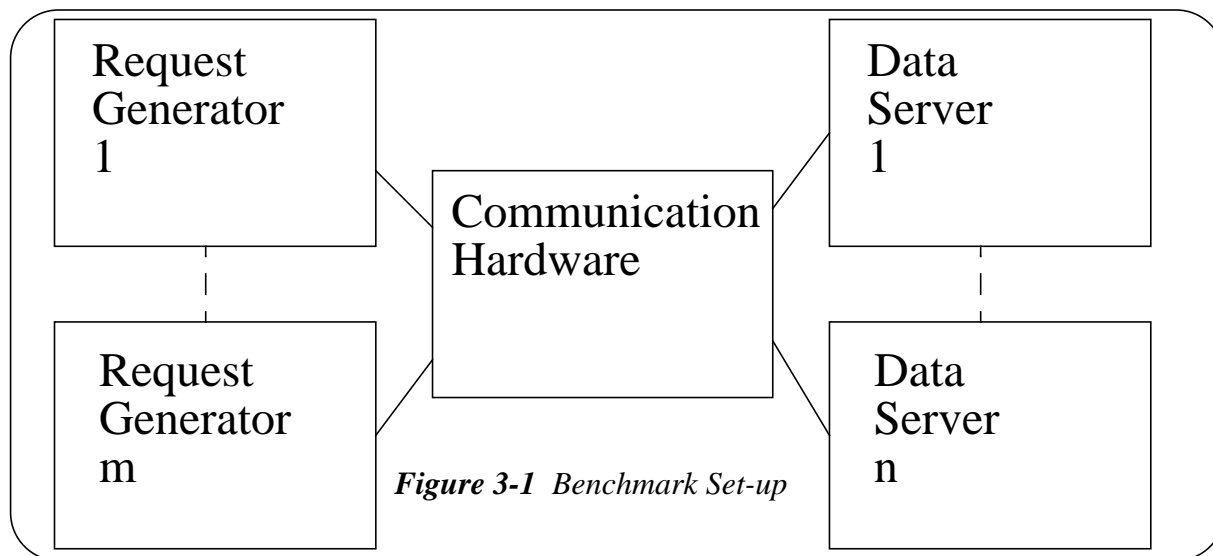 Request
Generator
1
Data
Server
1
Communication
Hardware
Request
Generator
m
Data
Server
n
Figure 3-1 Benchmark Set-up